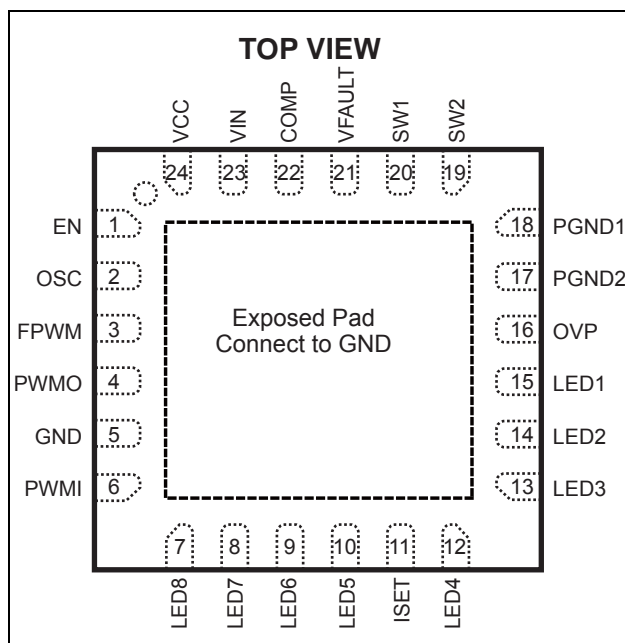 TOP VIEW
VCC
VIN
COMP
VFAULT
SW1
SW2
24
23
22
21
20
19
EN 1
OSC 2
FPWM 3
PWMO 4
GND 5
PWMI 6
Exposed Pad
Connect to GND
18 PGND1
17 PGND2
16 OVP
15 LED1
14 LED2
13 LED3
7
8
9
10
11
12
LED8
LED7
LED6
LED5
ISET
LED4